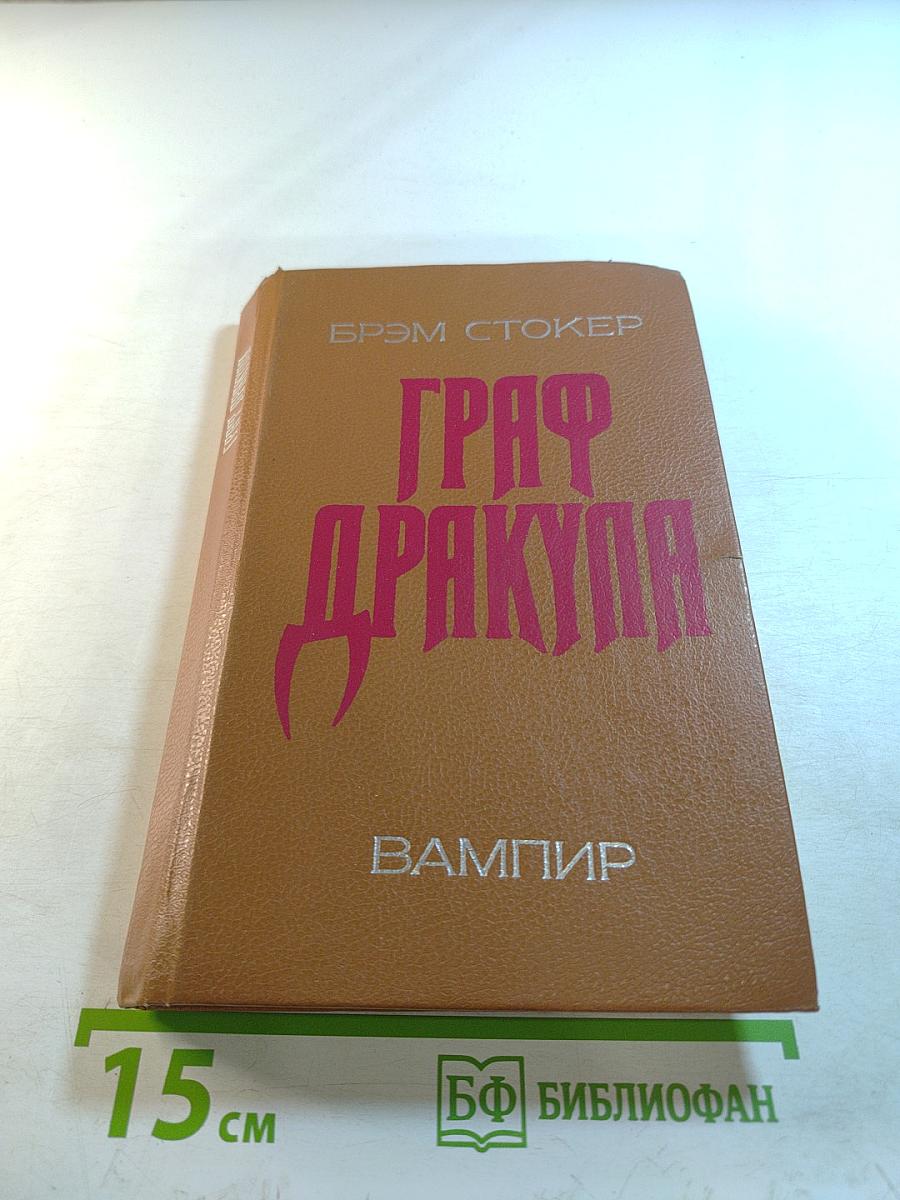 БРЭМ СТОКЕР
ГРАФ
ДРАКУЛА
ВАМПИР
15 см
БФ БИБЛИОФАН